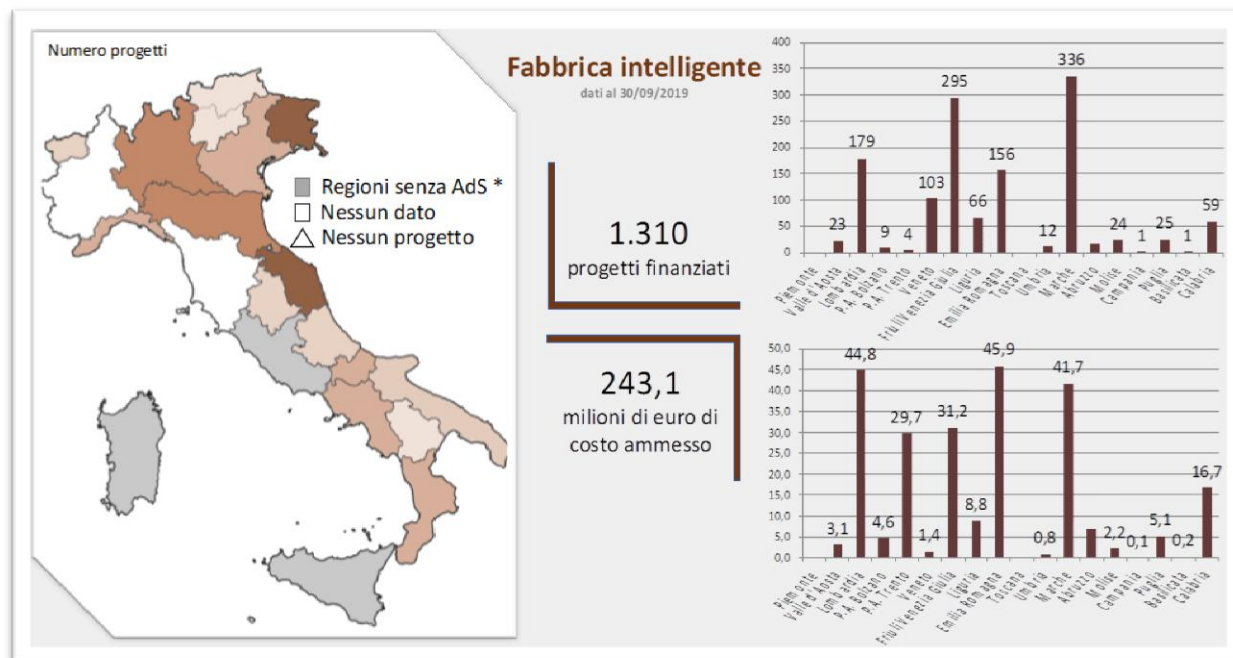 Numero progetti
Regioni senza AdS *
Nessun dato
Nessun progetto
Fabbrica intelligente
dati al 30/09/2019
1.310
progetti finanziati
243,1
milioni di euro di
costo ammesso
400
350
300
250
200
150
100
50
0
23
179
9
4
103
295
66
156
12
336
24
1
25
1
59
Piemonte
Valle d'Aosta
Lombardia
P.A. Bolzano
P.A. Trento
Veneto
Friuli Venezia Giulia
Liguria
Emilia Romagna
Toscana
Umbria
Marche
Abruzzo
Molise
Campania
Puglia
Basilicata
Calabria
50,0
45,0
40,0
35,0
30,0
25,0
20,0
15,0
10,0
5,0
0,0
3,1
44,8
4,6
29,7
1,4
31,2
8,8
45,9
0,8
41,7
2,2
0,1
5,1
0,2
16,7
Piemonte
Valle d'Aosta
Lombardia
P.A. Bolzano
P.A. Trento
Veneto
Friuli Venezia Giulia
Liguria
Emilia Romagna
Toscana
Umbria
Marche
Abruzzo
Molise
Campania
Puglia
Basilicata
Calabria